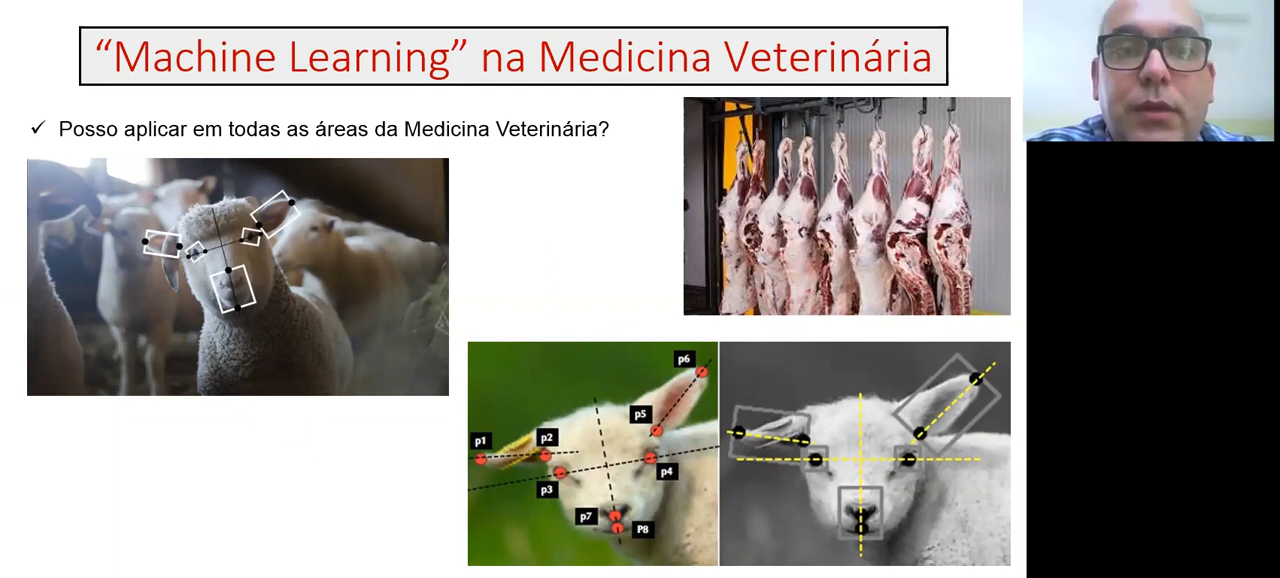 “Machine Learning” na Medicina Veterinária
✓ Posso aplicar em todas as áreas da Medicina Veterinária?
p6
p5
p1
p2
p4
p3
p7
P8